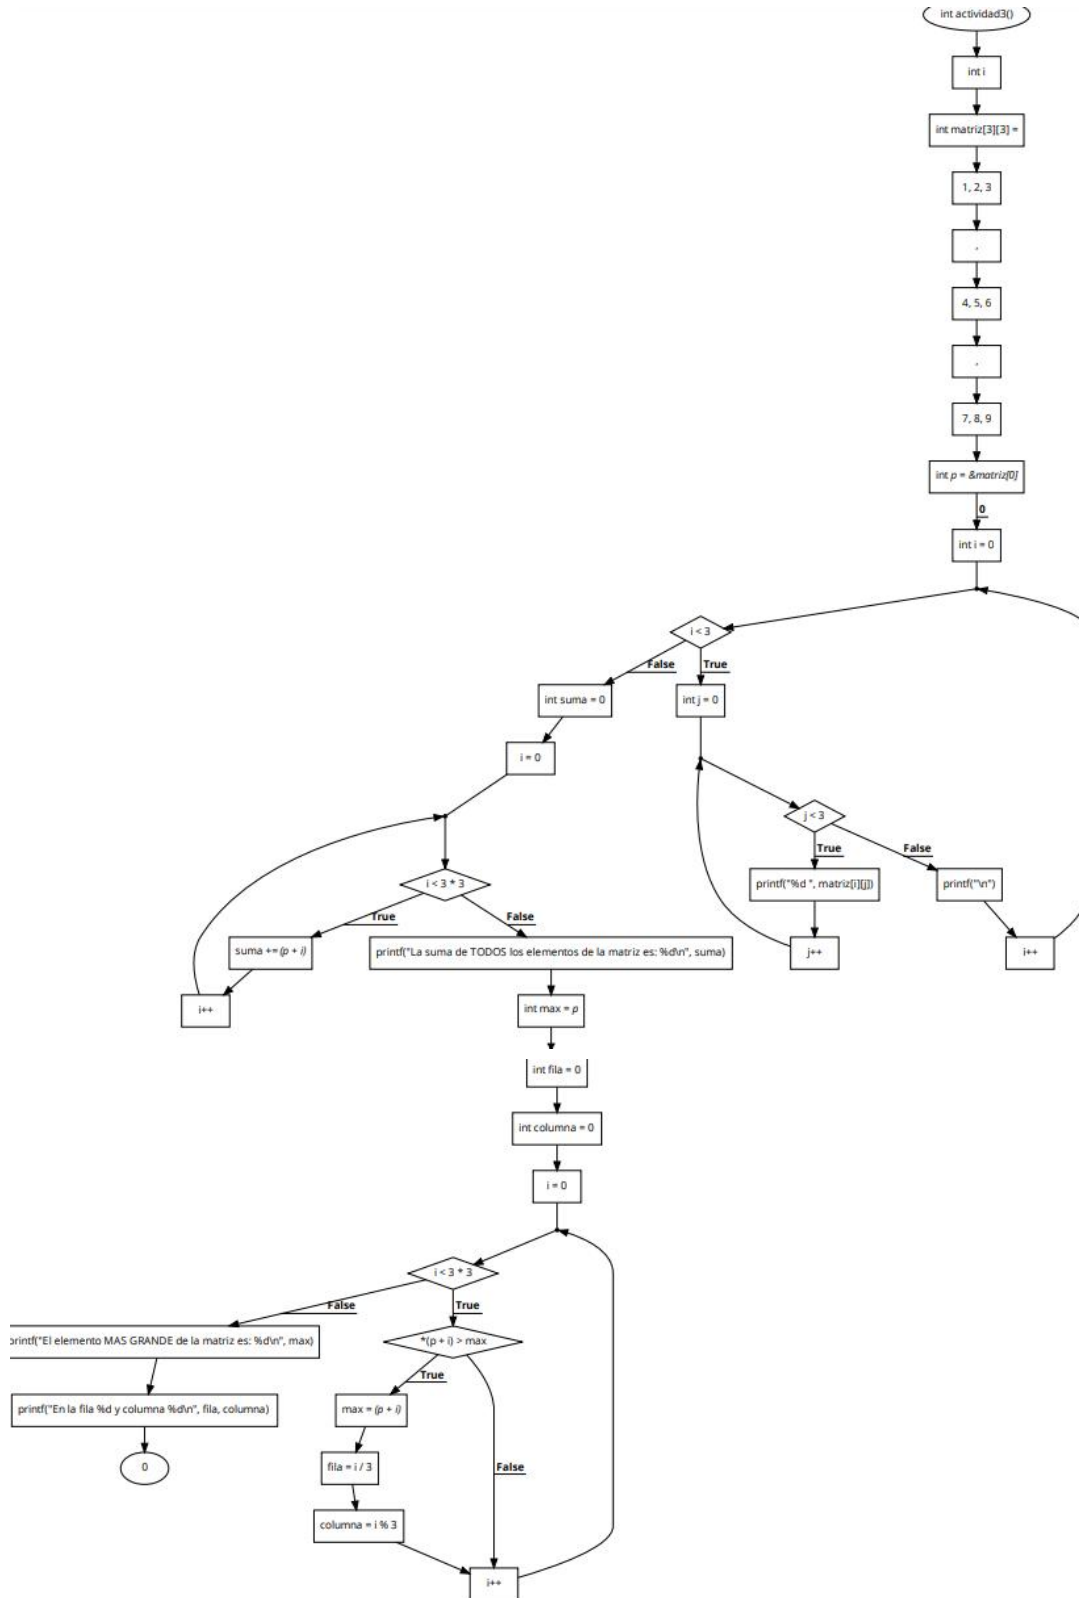 int actividad3()
int i
int matriz[3][3] =
1, 2, 3
,
4, 5, 6
,
7, 8, 9
int p = &matriz[0]
0
int i = 0
i < 3
False
True
int suma = 0
int j = 0
i = 0
j < 3
True
False
i < 3 * 3
printf("%d ", matriz[i][j])
printf("\n")
True
False
suma += (p + i)
printf("La suma de TODOS los elementos de la matriz es: %d\n", suma)
j++
i++
i++
int max = p
int fila = 0
int columna = 0
i = 0
i < 3 * 3
False
True
printf("El elemento MAS GRANDE de la matriz es: %d\n", max)
*(p + i) > max
True
printf("En la fila %d y columna %d\n", fila, columna)
max = (p + i)
0
fila = i / 3
False
columna = i % 3
i++